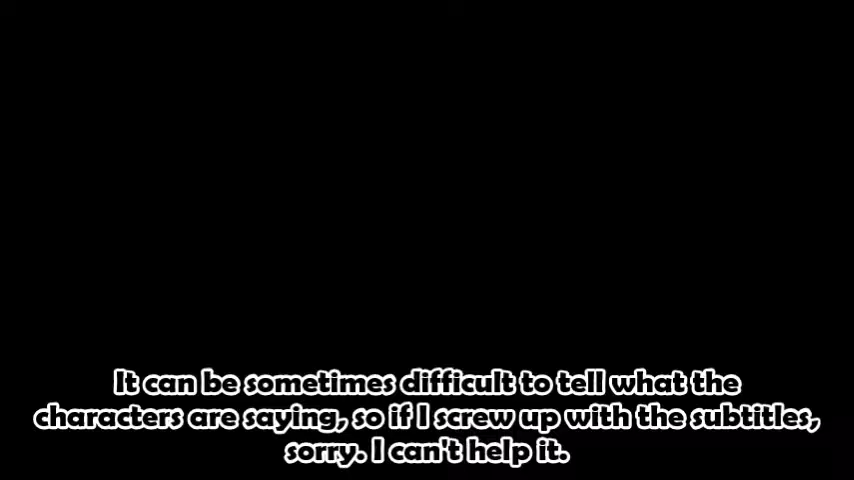 It can be sometimes difficult to tell what the
characters are saying, so if I screw up with the subtitles,
sorry. I can't help it.